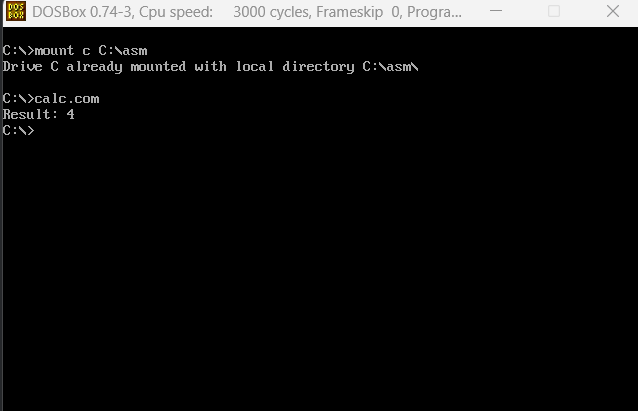 DOS
BOX
DOSBox 0.74-3, Cpu speed: 3000 cycles, Frameskip 0, Progra...
C:\>mount c C:\asm
Drive C already mounted with local directory C:\asm\
C:\>calc.com
Result: 4
C:\>